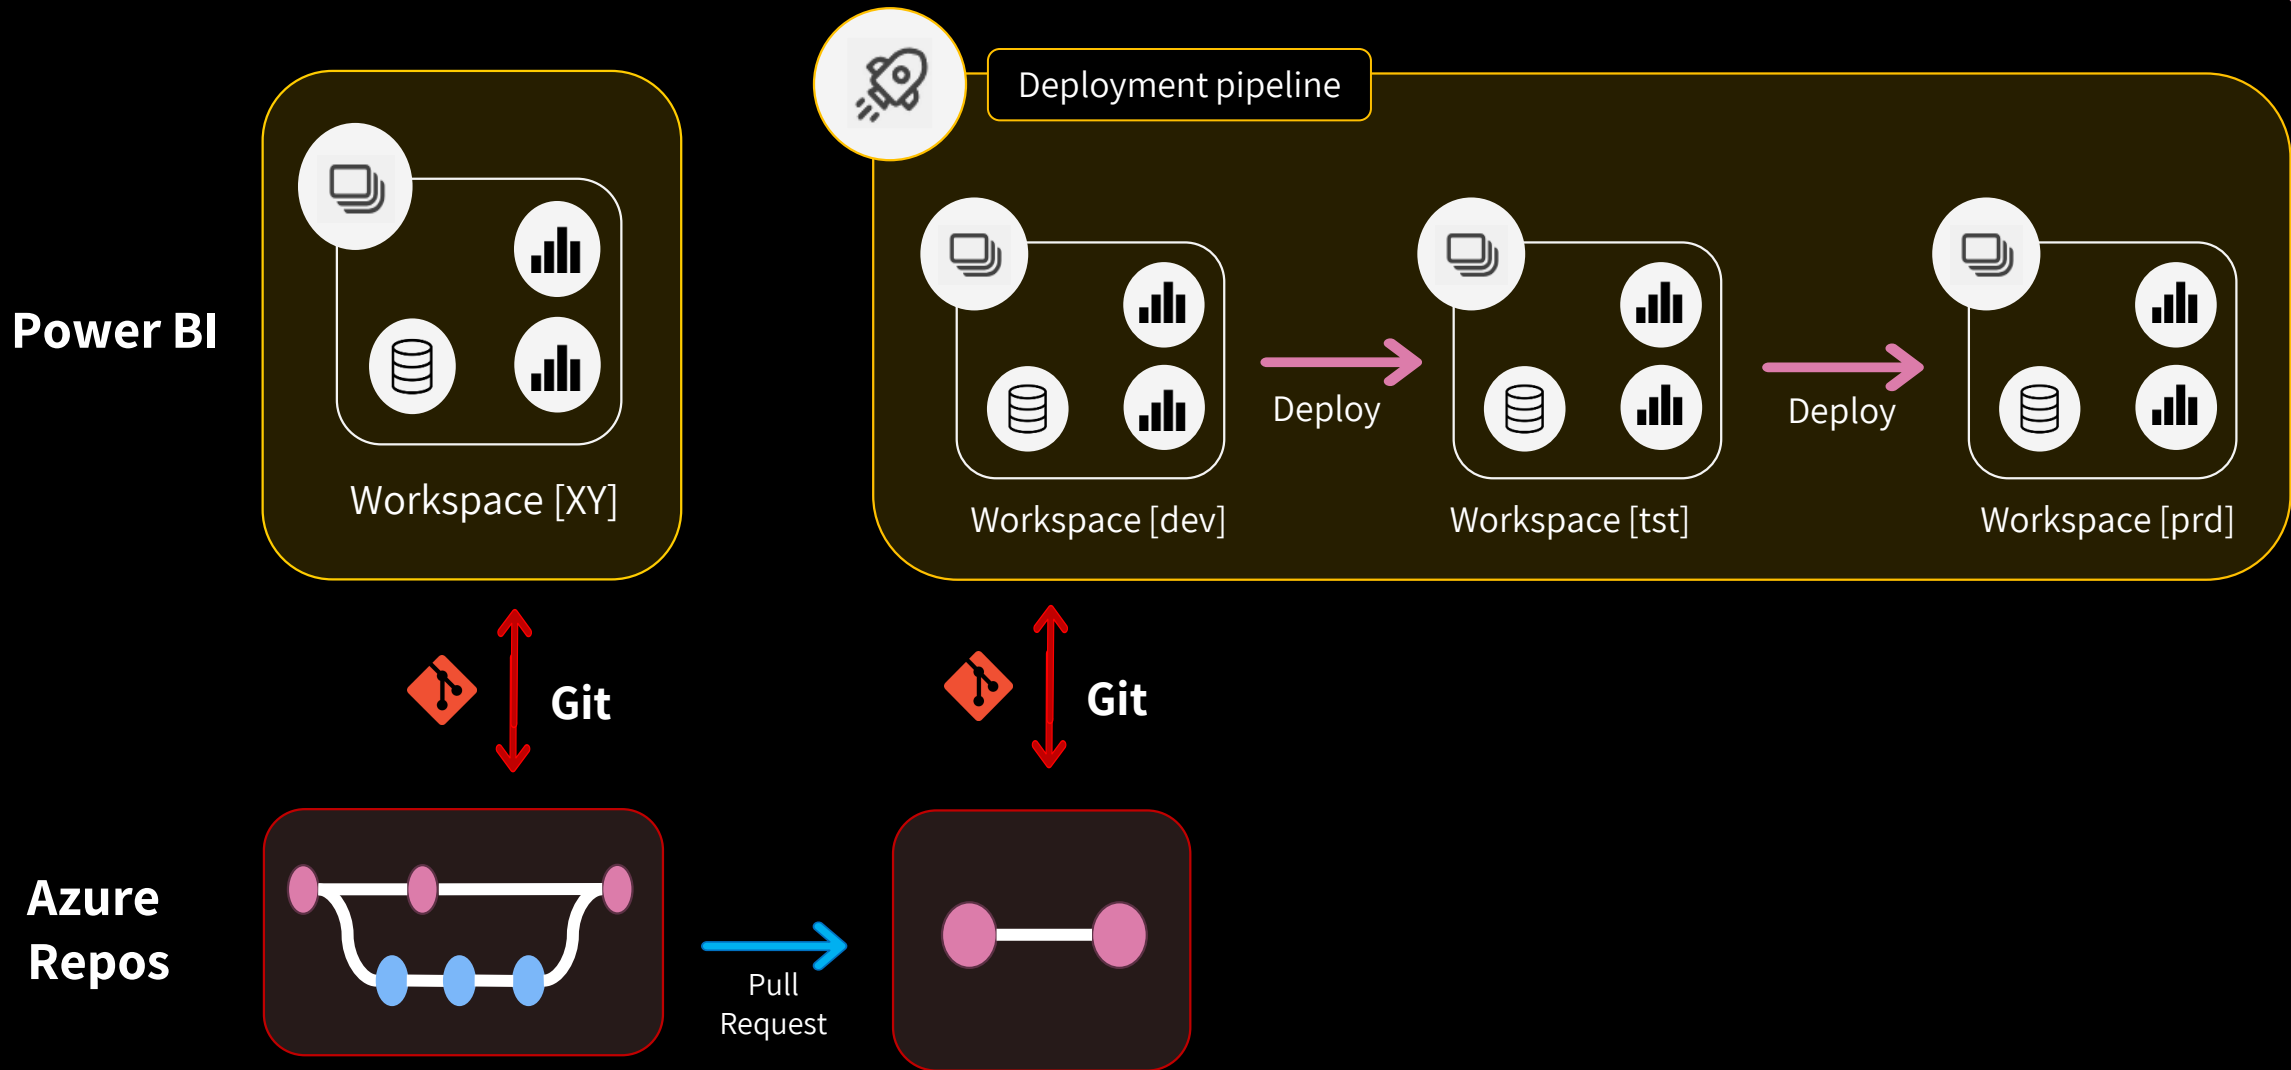 Deployment pipeline
Power BI
Workspace [XY]
Deploy
Deploy
Workspace [dev]
Workspace [tst]
Workspace [prd]
Git
Git
Azure
Repos
Pull
Request